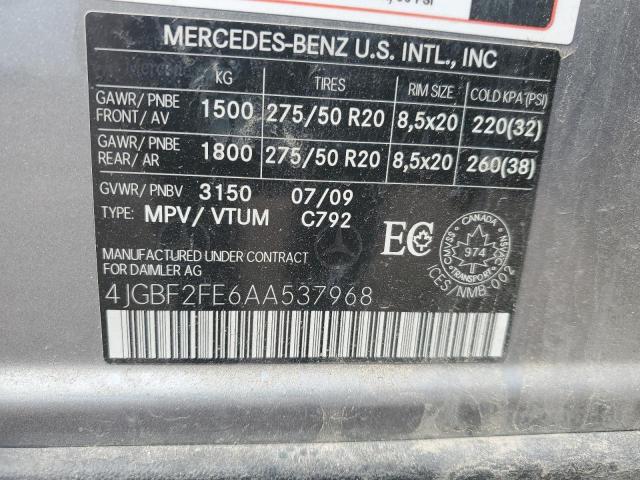 MERCEDES-BENZ U.S. INTL., INC
KG TIRES RIM SIZE COLD KPA (PSI)
GAWR/ PNBE FRONT/ AV 1500 275/50 R20 8,5x20 220(32)
GAWR/ PNBE REAR/ AR 1800 275/50 R20 8,5x20 260(38)
GVWR/ PNBV 3150 07/09
TYPE: MPV/ VTUM C792
MANUFACTURED UNDER CONTRACT
FOR DAIMLER AG
EC
CANADA
974
CMVSS NSVAC
ICES/NMB-002
4JGBF2FE6AA537968